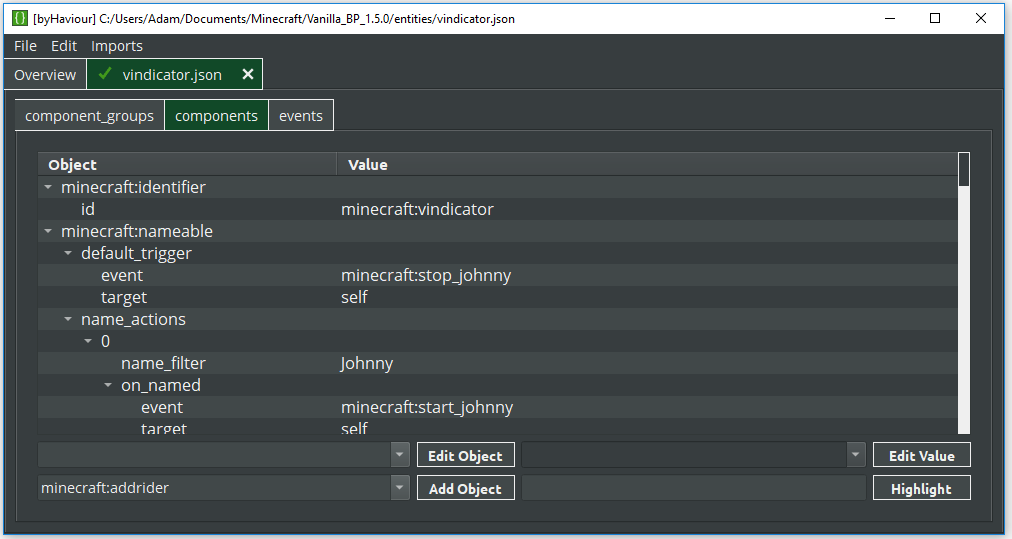 [byHaviour] C:/Users/Adam/Documents/Minecraft/Vanilla_BP_1.5.0/entities/vindicator.json
File Edit Imports
Overview vindicator.json
component_groups components events
Object Value
minecraft:identifier
id minecraft:vindicator
minecraft:nameable
default_trigger
event minecraft:stop_johnny
target self
name_actions
0
name_filter Johnny
on_named
event minecraft:start_johnny
target self
Edit Object Edit Value
minecraft:addrider Add Object Highlight